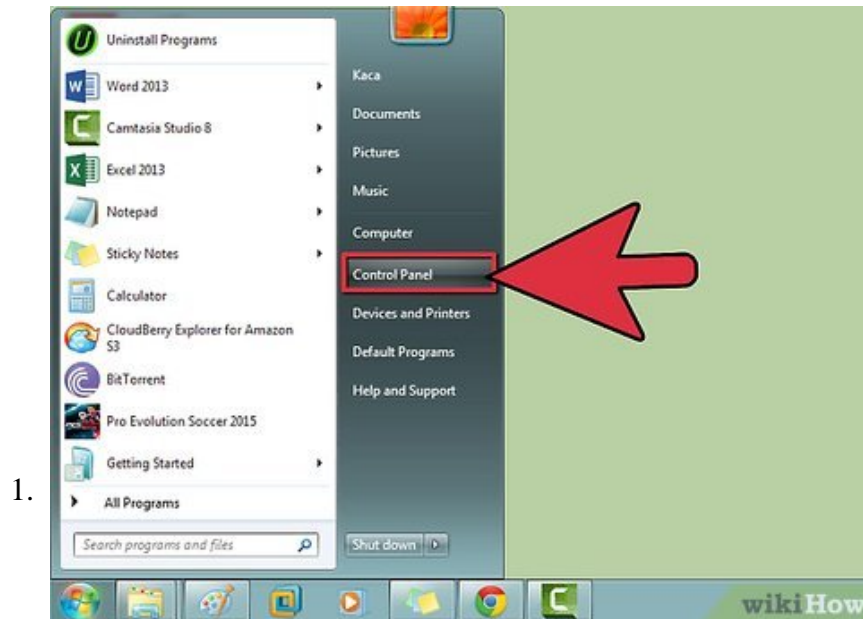 Uninstall Programs
Word 2013
Camtasia Studio 8
Excel 2013
Notepad
Sticky Notes
Calculator
CloudBerry Explorer for Amazon
S3
BitTorrent
Pro Evolution Soccer 2015
Getting Started
All Programs
Search programs and files
Kaca
Documents
Pictures
Music
Computer
Control Panel
Devices and Printers
Default Programs
Help and Support
Shut down
1.
wikiHow